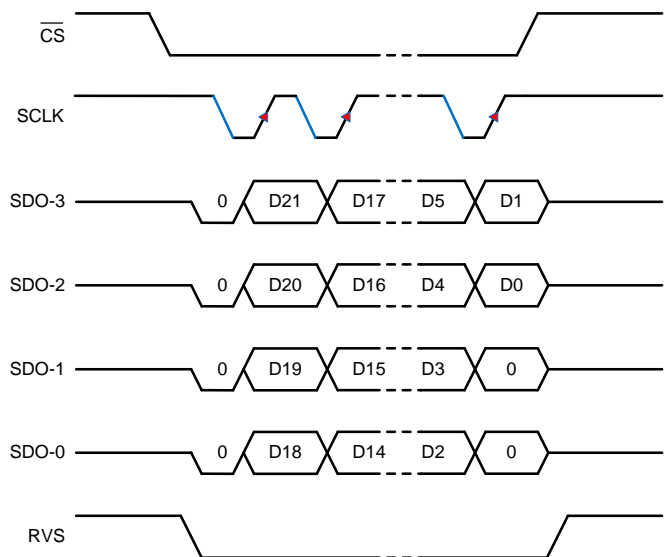 CS
SCLK
SDO-3 0 D21 D17 D5 D1
SDO-2 0 D20 D16 D4 D0
SDO-1 0 D19 D15 D3 0
SDO-0 0 D18 D14 D2 0
RVS